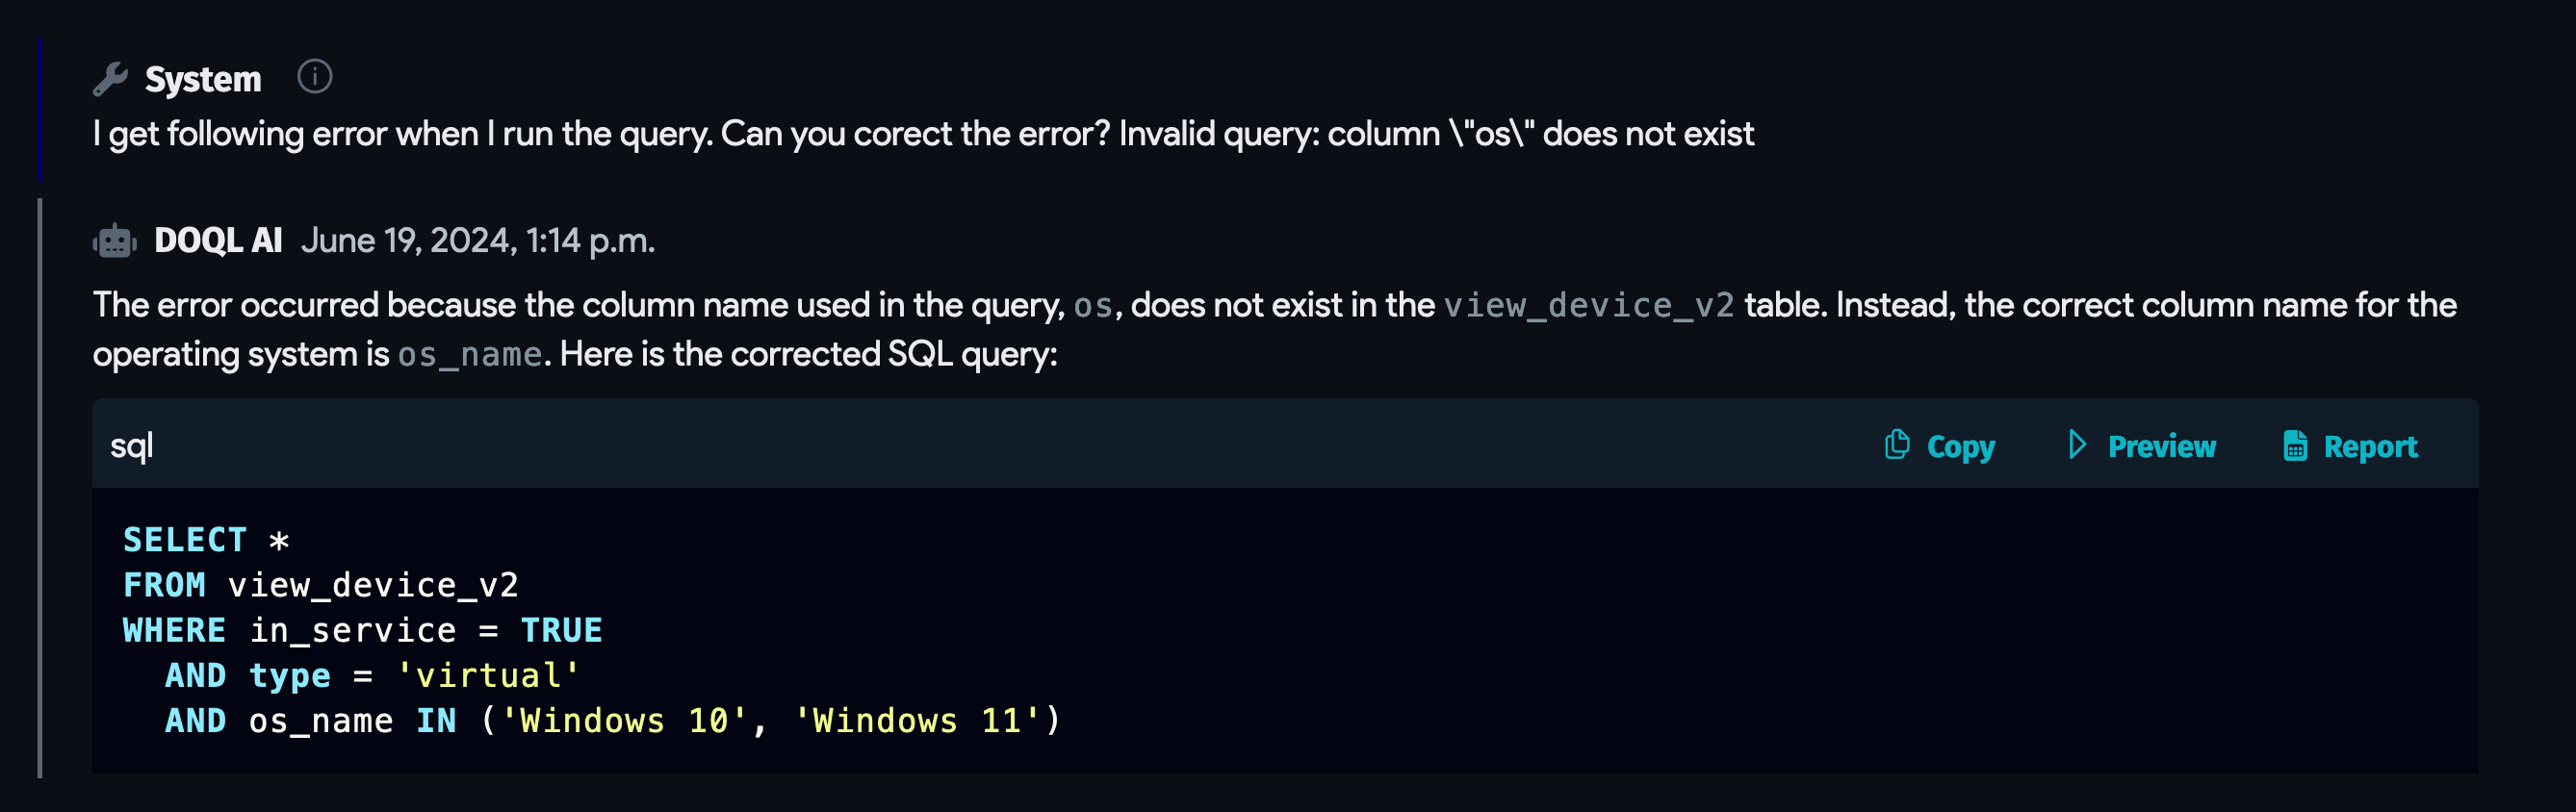 System
I get following error when I run the query. Can you corect the error? Invalid query: column \"os\" does not exist
DOQL AI June 19, 2024, 1:14 p.m.
The error occurred because the column name used in the query, os, does not exist in the view_device_v2 table. Instead, the correct column name for the
operating system is os_name. Here is the corrected SQL query:
sql Copy Preview Report
SELECT *
FROM view_device_v2
WHERE in_service = TRUE
  AND type = 'virtual'
  AND os_name IN ('Windows 10', 'Windows 11')